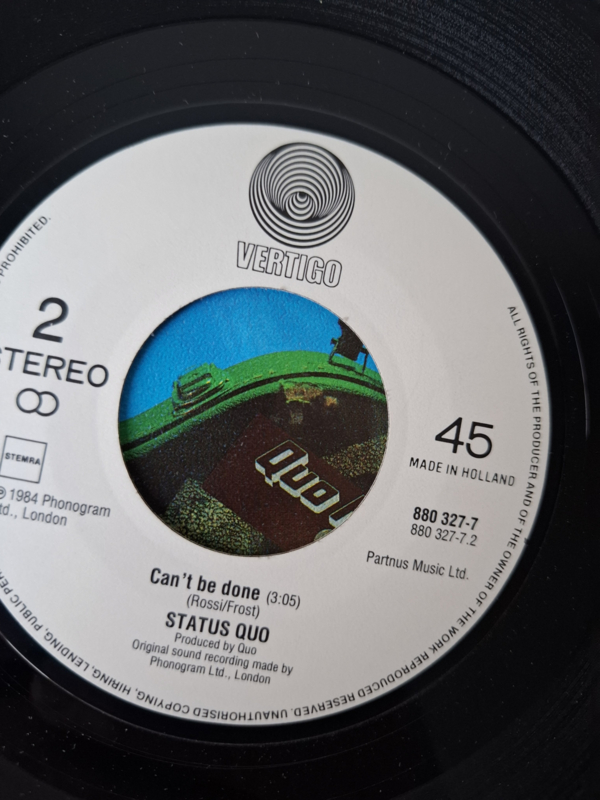 VERTIGO
2
STEREO
STEMRA
℗ 1984 Phonogram
Ltd., London
45
MADE IN HOLLAND
880 327-7
880 327-7.2
Partnus Music Ltd.
Quo
Can't be done (3:05)
(Rossi/Frost)
STATUS QUO
Produced by Quo
Original sound recording made by
Phonogram Ltd., London
ALL RIGHTS OF THE PRODUCER AND OF THE OWNER OF THE WORK REPRODUCED RESERVED. UNAUTHORISED COPYING, HIRING, LENDING, PUBLIC PROHIBITED.